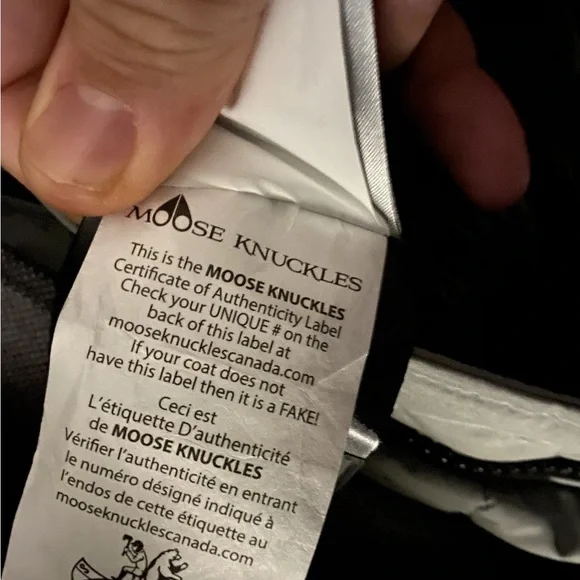 MOOSE KNUCKLES
This is the MOOSE KNUCKLES
Certificate of Authenticity Label
Check your UNIQUE # on the
back of this label at
mooseknucklescanada.com
If your coat does not
have this label then it is a FAKE!
Ceci est
L'étiquette D'authenticité
de MOOSE KNUCKLES
Vérifier l'authenticité en entrant
le numéro désigné indiqué à
l'endos de cette étiquette au
mooseknucklescanada.com